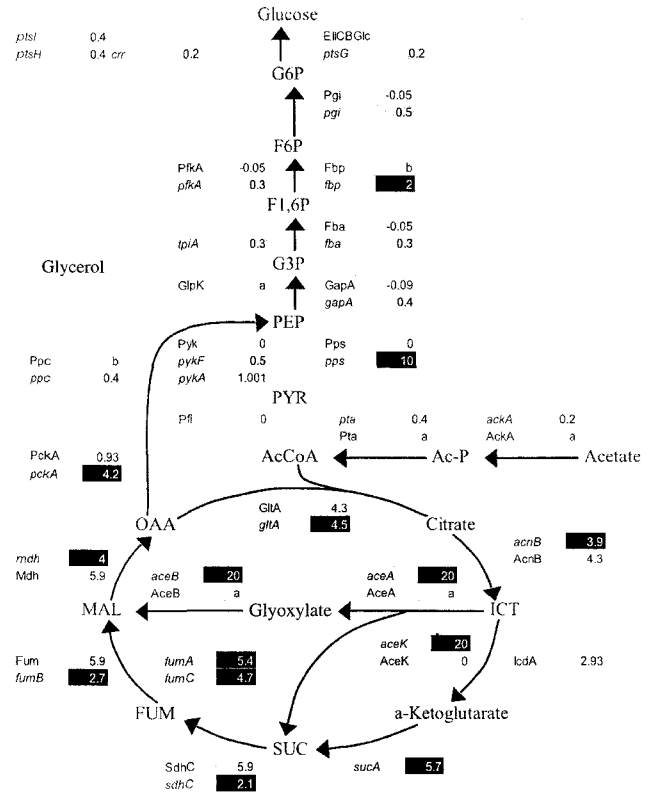 Glucose
ptsI 0.4 EIICBGlc
ptsH 0.4 crr 0.2 ptsG 0.2
G6P
Pgi -0.05
pgi 0.5
F6P
PfkA -0.05 Fbp b
pfkA 0.3 fbp 2
F1,6P
Fba -0.05
tpiA 0.3 fba 0.3
G3P
Glycerol
GlpK a GapA -0.09
gapA 0.4
PEP
Pyk 0 Pps 0
Ppc b pykF 0.5 pps 10
ppc 0.4 pykA 1.001
PYR
Pfl 0 pta 0.4 ackA 0.2
Pta a AckA a
PckA 0.93 AcCoA Ac-P Acetate
pckA 4.2
GltA 4.3
OAA gltA 4.5 Citrate
acnB 3.9
mdh 4 AcnB 4.3
Mdh 5.9 aceB 20 aceA 20
AceB a AceA a
MAL Glyoxylate ICT
aceK 20
Fum 5.9 fumA 5.4 AceK 0 IcdA 2.93
fumB 2.7 fumC 4.7
FUM a-Ketoglutarate
SUC
SdhC 5.9 sucA 5.7
sdhC 2.1